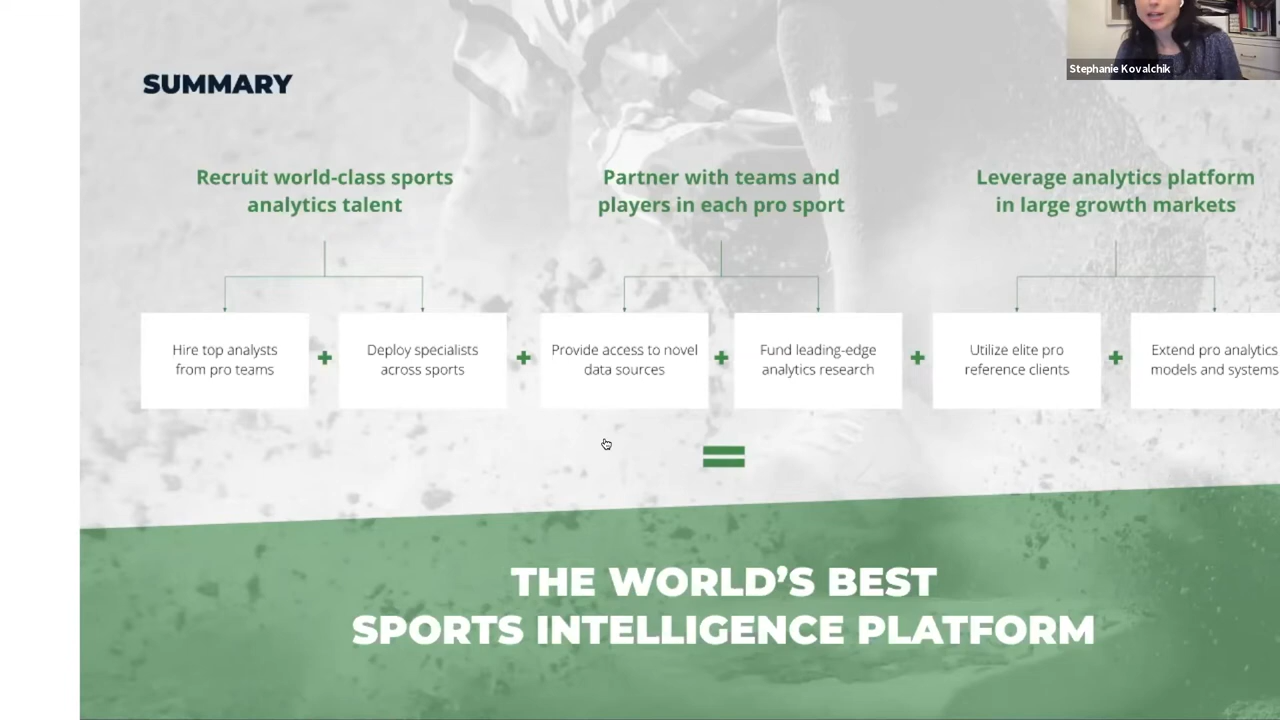 Stephanie Kovalchik
SUMMARY
Recruit world-class sports
analytics talent
Partner with teams and
players in each pro sport
Leverage analytics platform
in large growth markets
Hire top analysts
from pro teams
+
Deploy specialists
across sports
+
Provide access to novel
data sources
+
Fund leading-edge
analytics research
+
Utilize elite pro
reference clients
+
Extend pro analytics
models and systems
=
THE WORLD’S BEST
SPORTS INTELLIGENCE PLATFORM